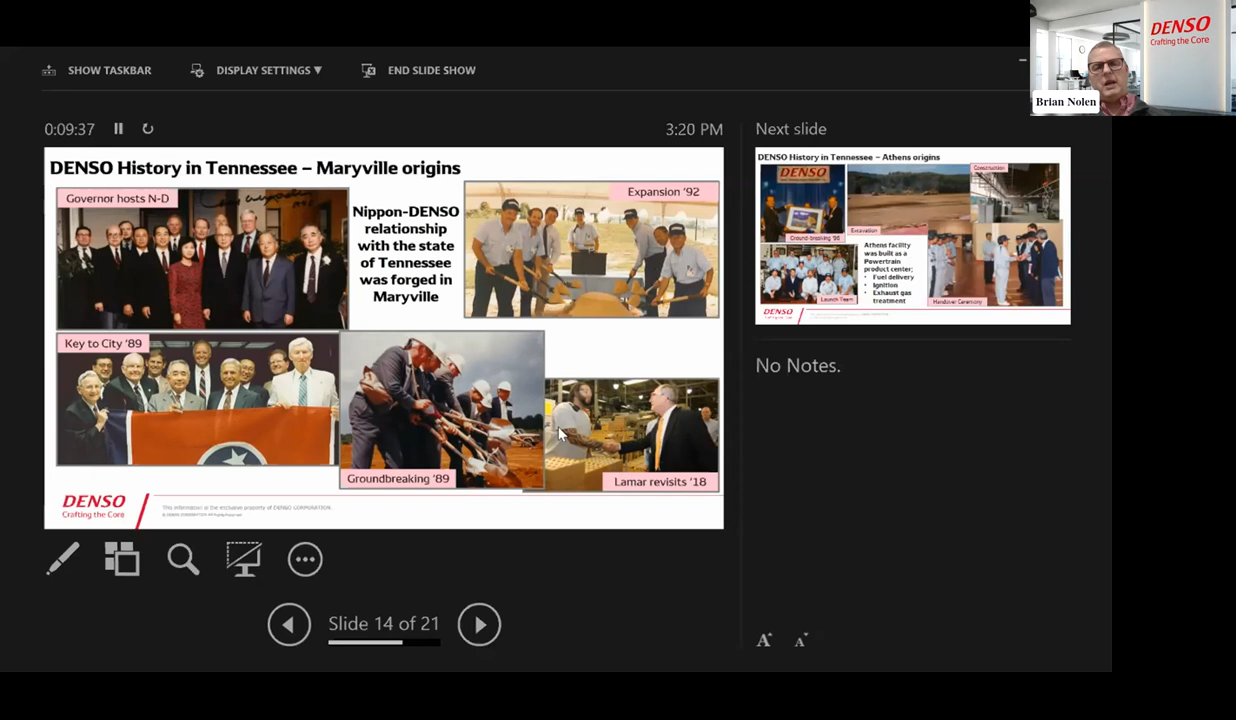 DENSO
Crafting the Core
Brian Nolen
SHOW TASKBAR
DISPLAY SETTINGS ▼
END SLIDE SHOW
0:09:37
3:20 PM
DENSO History in Tennessee – Maryville origins
Governor hosts N-D
Nippon-DENSO
relationship
with the state
of Tennessee
was forged in
Maryville
Expansion '92
Key to City '89
Groundbreaking '89
Lamar revisits '18
DENSO
Crafting the Core
This information is the exclusive property of DENSO CORPORATION.
Slide 14 of 21
Next slide
DENSO History in Tennessee – Athens origins
DENSO
Ground-breaking '96
Excavation
Construction
Launch Team
Athens facility
was built as a
Powertrain
product center;
• Fuel delivery
• Ignition
• Exhaust gas
treatment
Handover Ceremony
DENSO
No Notes.
A A